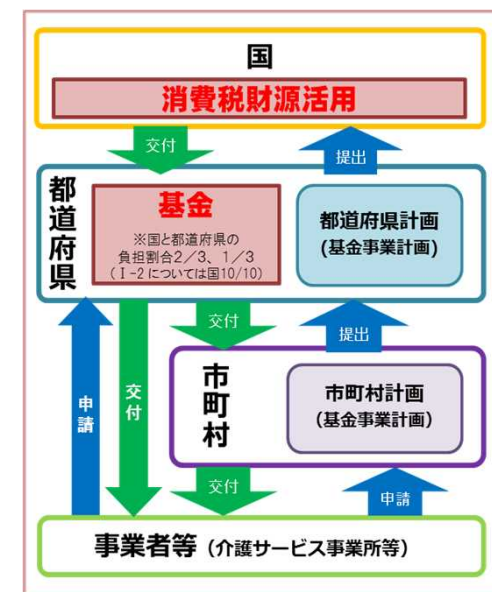 国
消費税財源活用
交付
提出
都道府県
基金
※国と都道府県の
負担割合2／3、1／3
(Ⅰ-2については国10/10)
都道府県計画
(基金事業計画)
交付
提出
申請
交付
市町村
市町村計画
(基金事業計画)
交付
申請
事業者等（介護サービス事業所等）